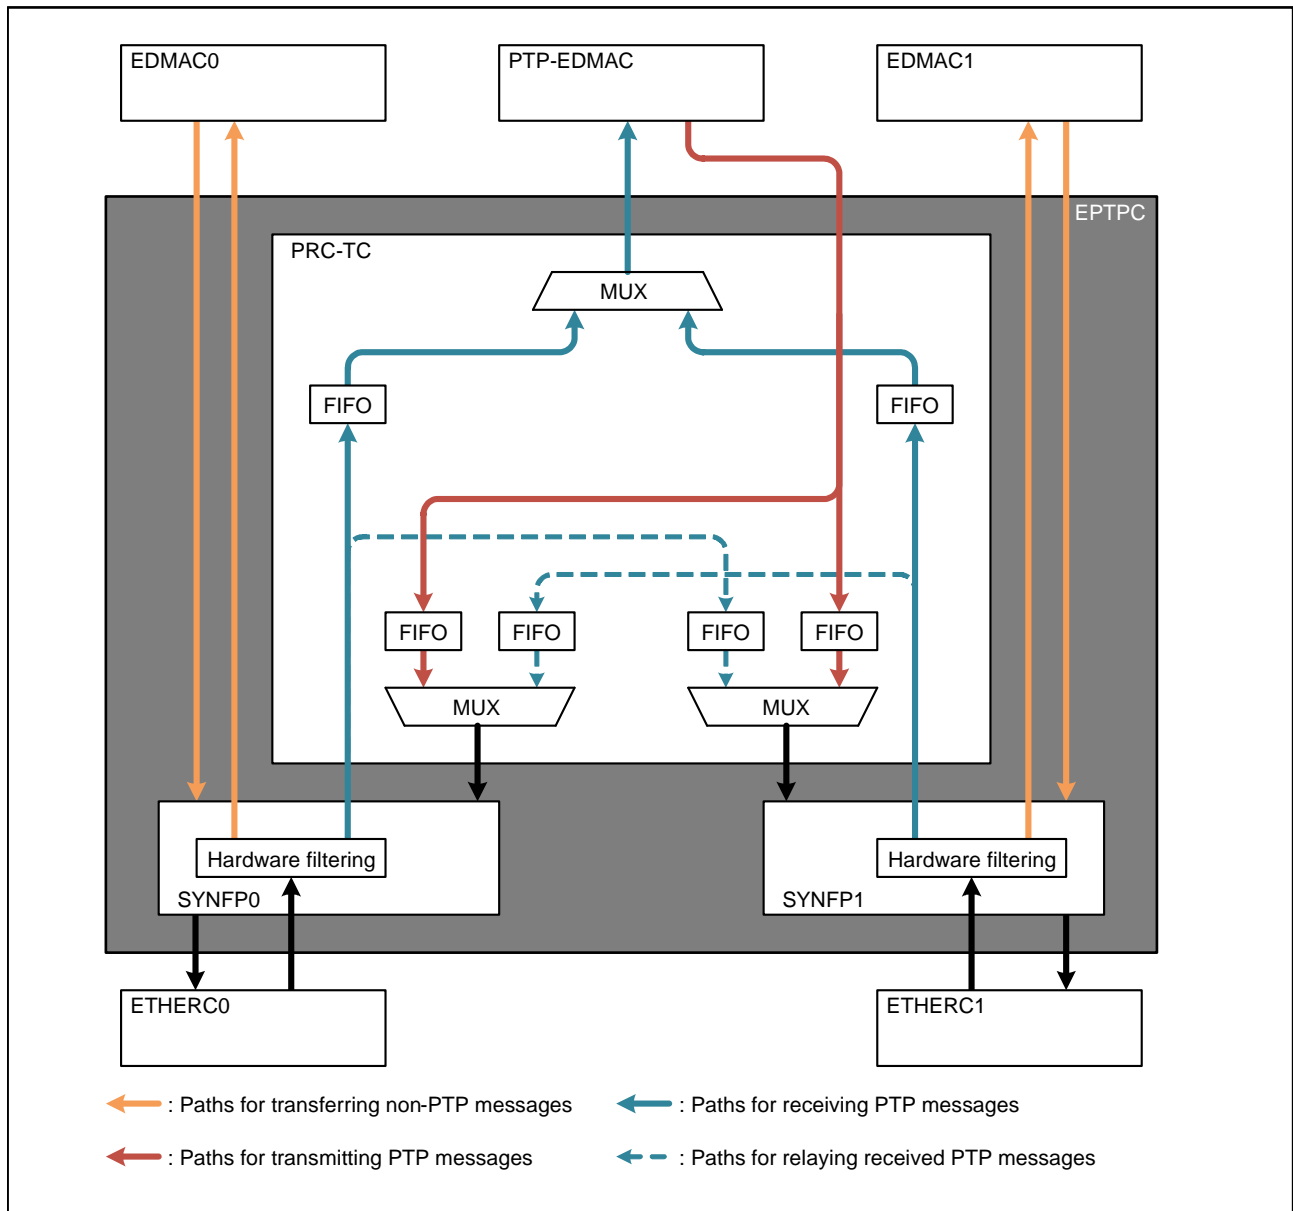 EDMAC0
PTP-EDMAC
EDMAC1
EPTPC
PRC-TC
MUX
FIFO
FIFO
FIFO
FIFO
FIFO
FIFO
MUX
MUX
Hardware filtering
Hardware filtering
SYNFP0
SYNFP1
ETHERC0
ETHERC1
: Paths for transferring non-PTP messages
: Paths for receiving PTP messages
: Paths for transmitting PTP messages
: Paths for relaying received PTP messages